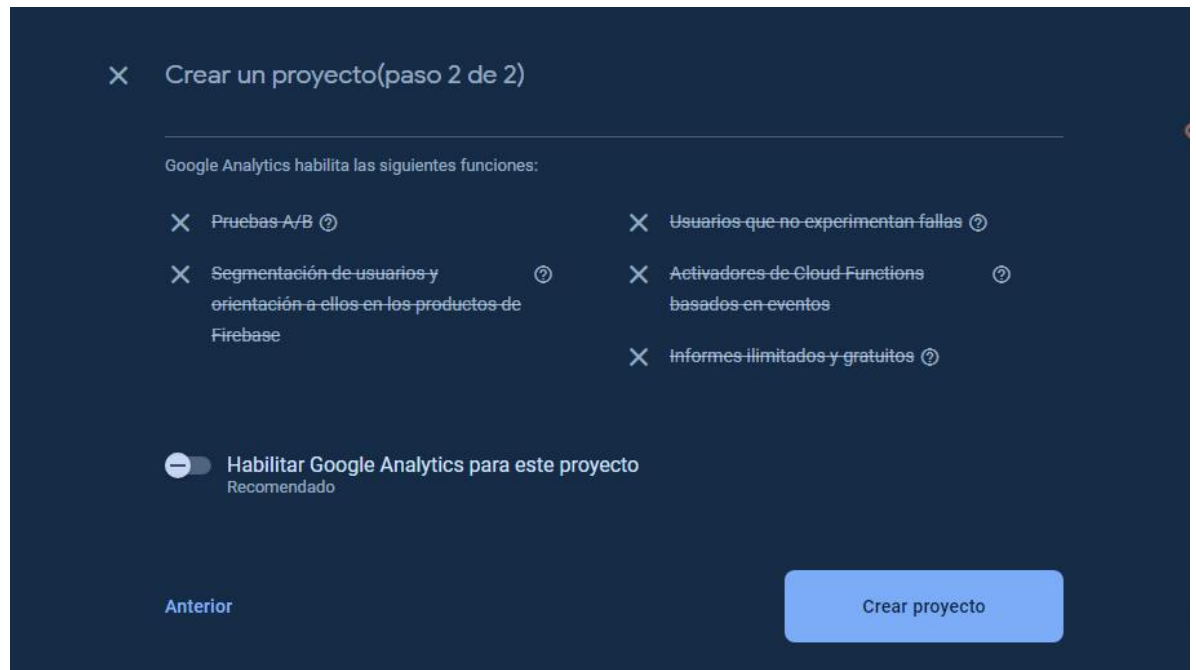 Crear un proyecto(paso 2 de 2)
Google Analytics habilita las siguientes funciones:
Pruebas A/B
Segmentación de usuarios y
orientación a ellos en los productos de
Firebase
Usuarios que no experimentan fallas
Activadores de Cloud Functions
basados en eventos
Informes ilimitados y gratuitos
Habilitar Google Analytics para este proyecto
Recomendado
Anterior
Crear proyecto